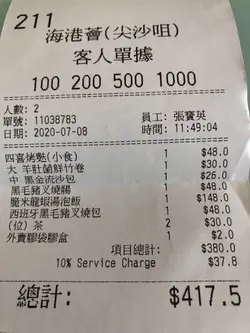 211
海港薈(尖沙咀)
客人單據
100 200 500 1000
人數: 2
單號: 11038783 員工: 張寶英
日期: 2020-07-08 時間: 11:49:04
四喜烤麩(小食) 1 $48.0
大 羊肚菌鮮竹卷 1 $30.0
中 黑金流沙包 1 $26.0
黑毛豬叉燒腸 1 $48.0
脆米龍蝦湯泡飯 1 $148.0
西班牙黑毛豬叉燒包 1 $48.0
(位) 茶 2 $30.0
外賣膠袋膠盒 1 $2.0
項目總計: $380.0
10% Service Charge $37.8
總計: $417.5